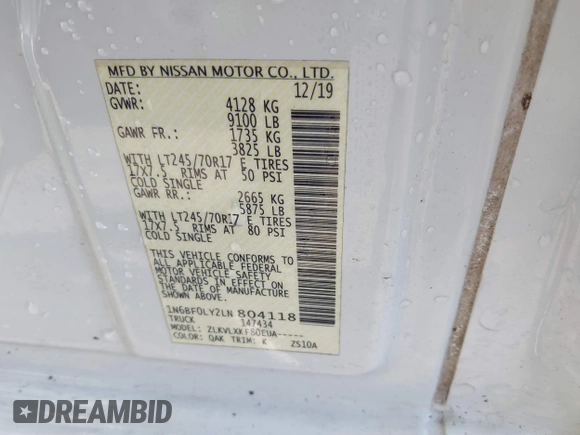 MFD BY NISSAN MOTOR CO., LTD.
DATE: 12/19
GVWR: 4128 KG
9100 LB
GAWR FR.: 1735 KG
3825 LB
WITH LT245/70R17 E TIRES
17X7.5 RIMS AT 50 PSI
COLD SINGLE
GAWR RR.: 2665 KG
5875 LB
WITH LT245/70R17 E TIRES
17X7.5 RIMS AT 80 PSI
COLD SINGLE
THIS VEHICLE CONFORMS TO
ALL APPLICABLE FEDERAL
MOTOR VEHICLE SAFETY
STANDARDS IN EFFECT ON
THE DATE OF MANUFACTURE
SHOWN ABOVE.
1N6BF0LY2LN 804118
TRUCK 147434
MODEL: ZLKVLXKF80EUA-----
COLOR: QAK TRIM: K ZS10A
DREAMBID